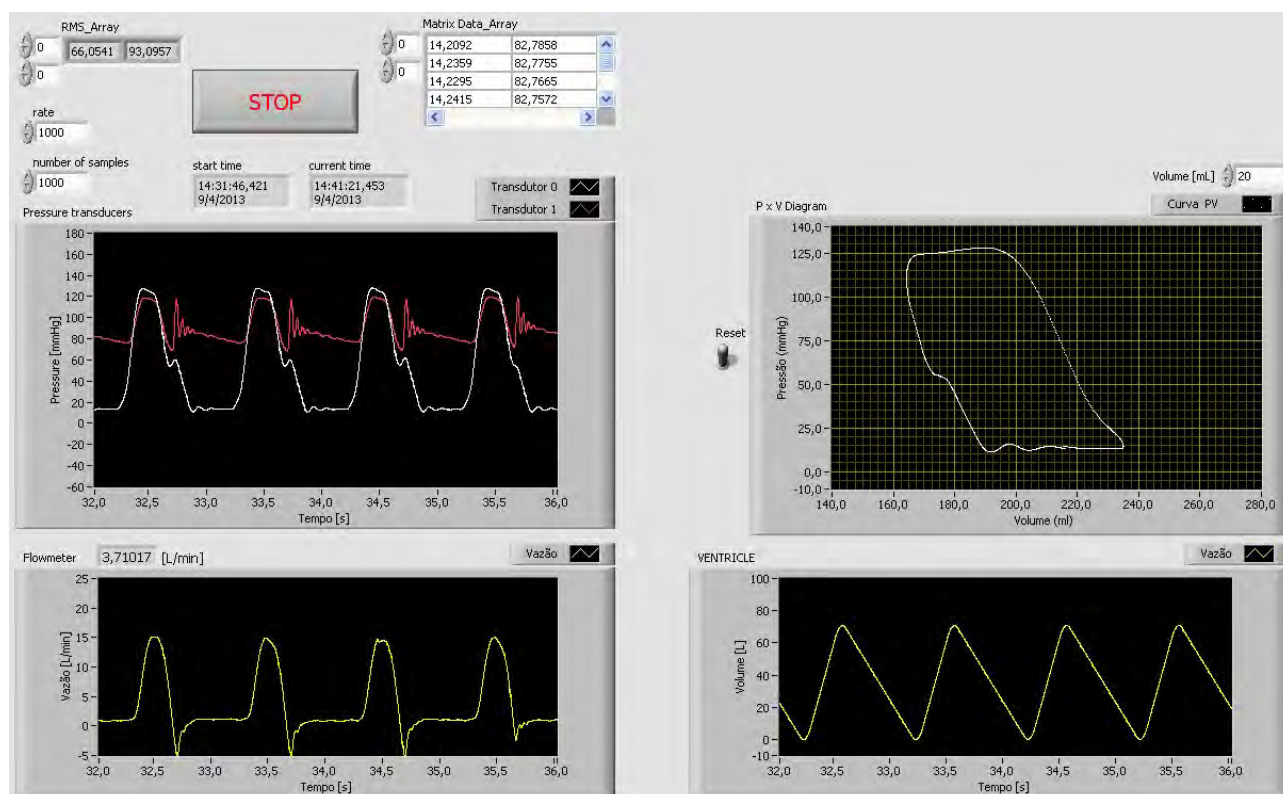 RMS_Array
0
66,0541 93,0957
0
STOP
Matrix Data_Array
0
14,2092 82,7858
0
14,2359 82,7755
14,2295 82,7665
14,2415 82,7572
rate
1000
number of samples
1000
start time
14:31:46,421
9/4/2013
current time
14:41:21,453
9/4/2013
Transdutor 0
Transdutor 1
Pressure transducers
180
160
140
120
100
80
60
40
20
0
-20
-40
-60
Pressure [mmHg]
32,0 32,5 33,0 33,5 34,0 34,5 35,0 35,5 36,0
Tempo [s]
Volume [mL] 20
P x V Diagram
Curva PV
Reset
140,0
125,0
100,0
75,0
50,0
25,0
0,0
-10,0
Pressão (mmHg)
140,0 160,0 180,0 200,0 220,0 240,0 260,0 280,0
Volume (ml)
Flowmeter 3,71017 [L/min]
Vazão
25
20
15
10
5
0
-5
Vazão [L/min]
32,0 32,5 33,0 33,5 34,0 34,5 35,0 35,5 36,0
Tempo [s]
VENTRICLE
Vazão
100
80
60
40
20
0
-10
Volume [L]
32,0 32,5 33,0 33,5 34,0 34,5 35,0 35,5 36,0
Tempo [s]